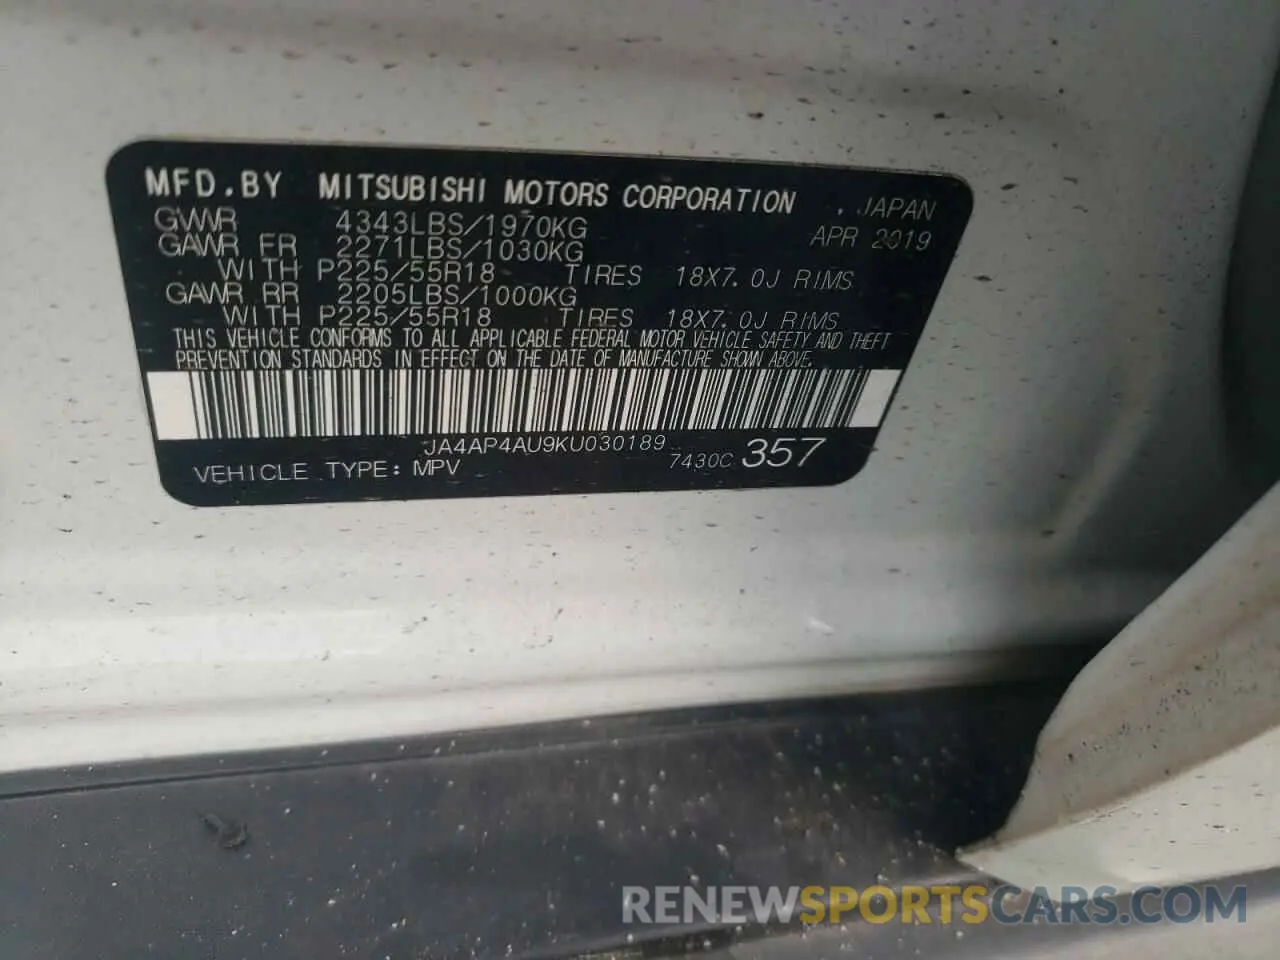 MFD.BY MITSUBISHI MOTORS CORPORATION . JAPAN
GVWR 4343LBS/1970KG APR 2019
GAWR FR 2271LBS/1030KG
WITH P225/55R18 TIRES 18X7.0J RIMS
GAWR RR 2205LBS/1000KG
WITH P225/55R18 TIRES 18X7.0J RIMS
THIS VEHICLE CONFORMS TO ALL APPLICABLE FEDERAL MOTOR VEHICLE SAFETY AND THEFT
PREVENTION STANDARDS IN EFFECT ON THE DATE OF MANUFACTURE SHOWN ABOVE.
JA4AP4AU9KU030189
VEHICLE TYPE: MPV 7430C 357
RENEWSPORTSCARS.COM